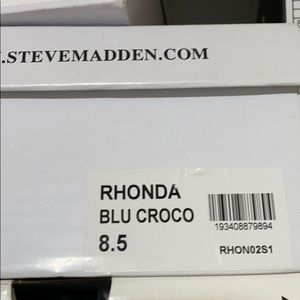 .STEVEMADDEN.COM
RHONDA
BLU CROCO
8.5
193408879894
RHON02S1